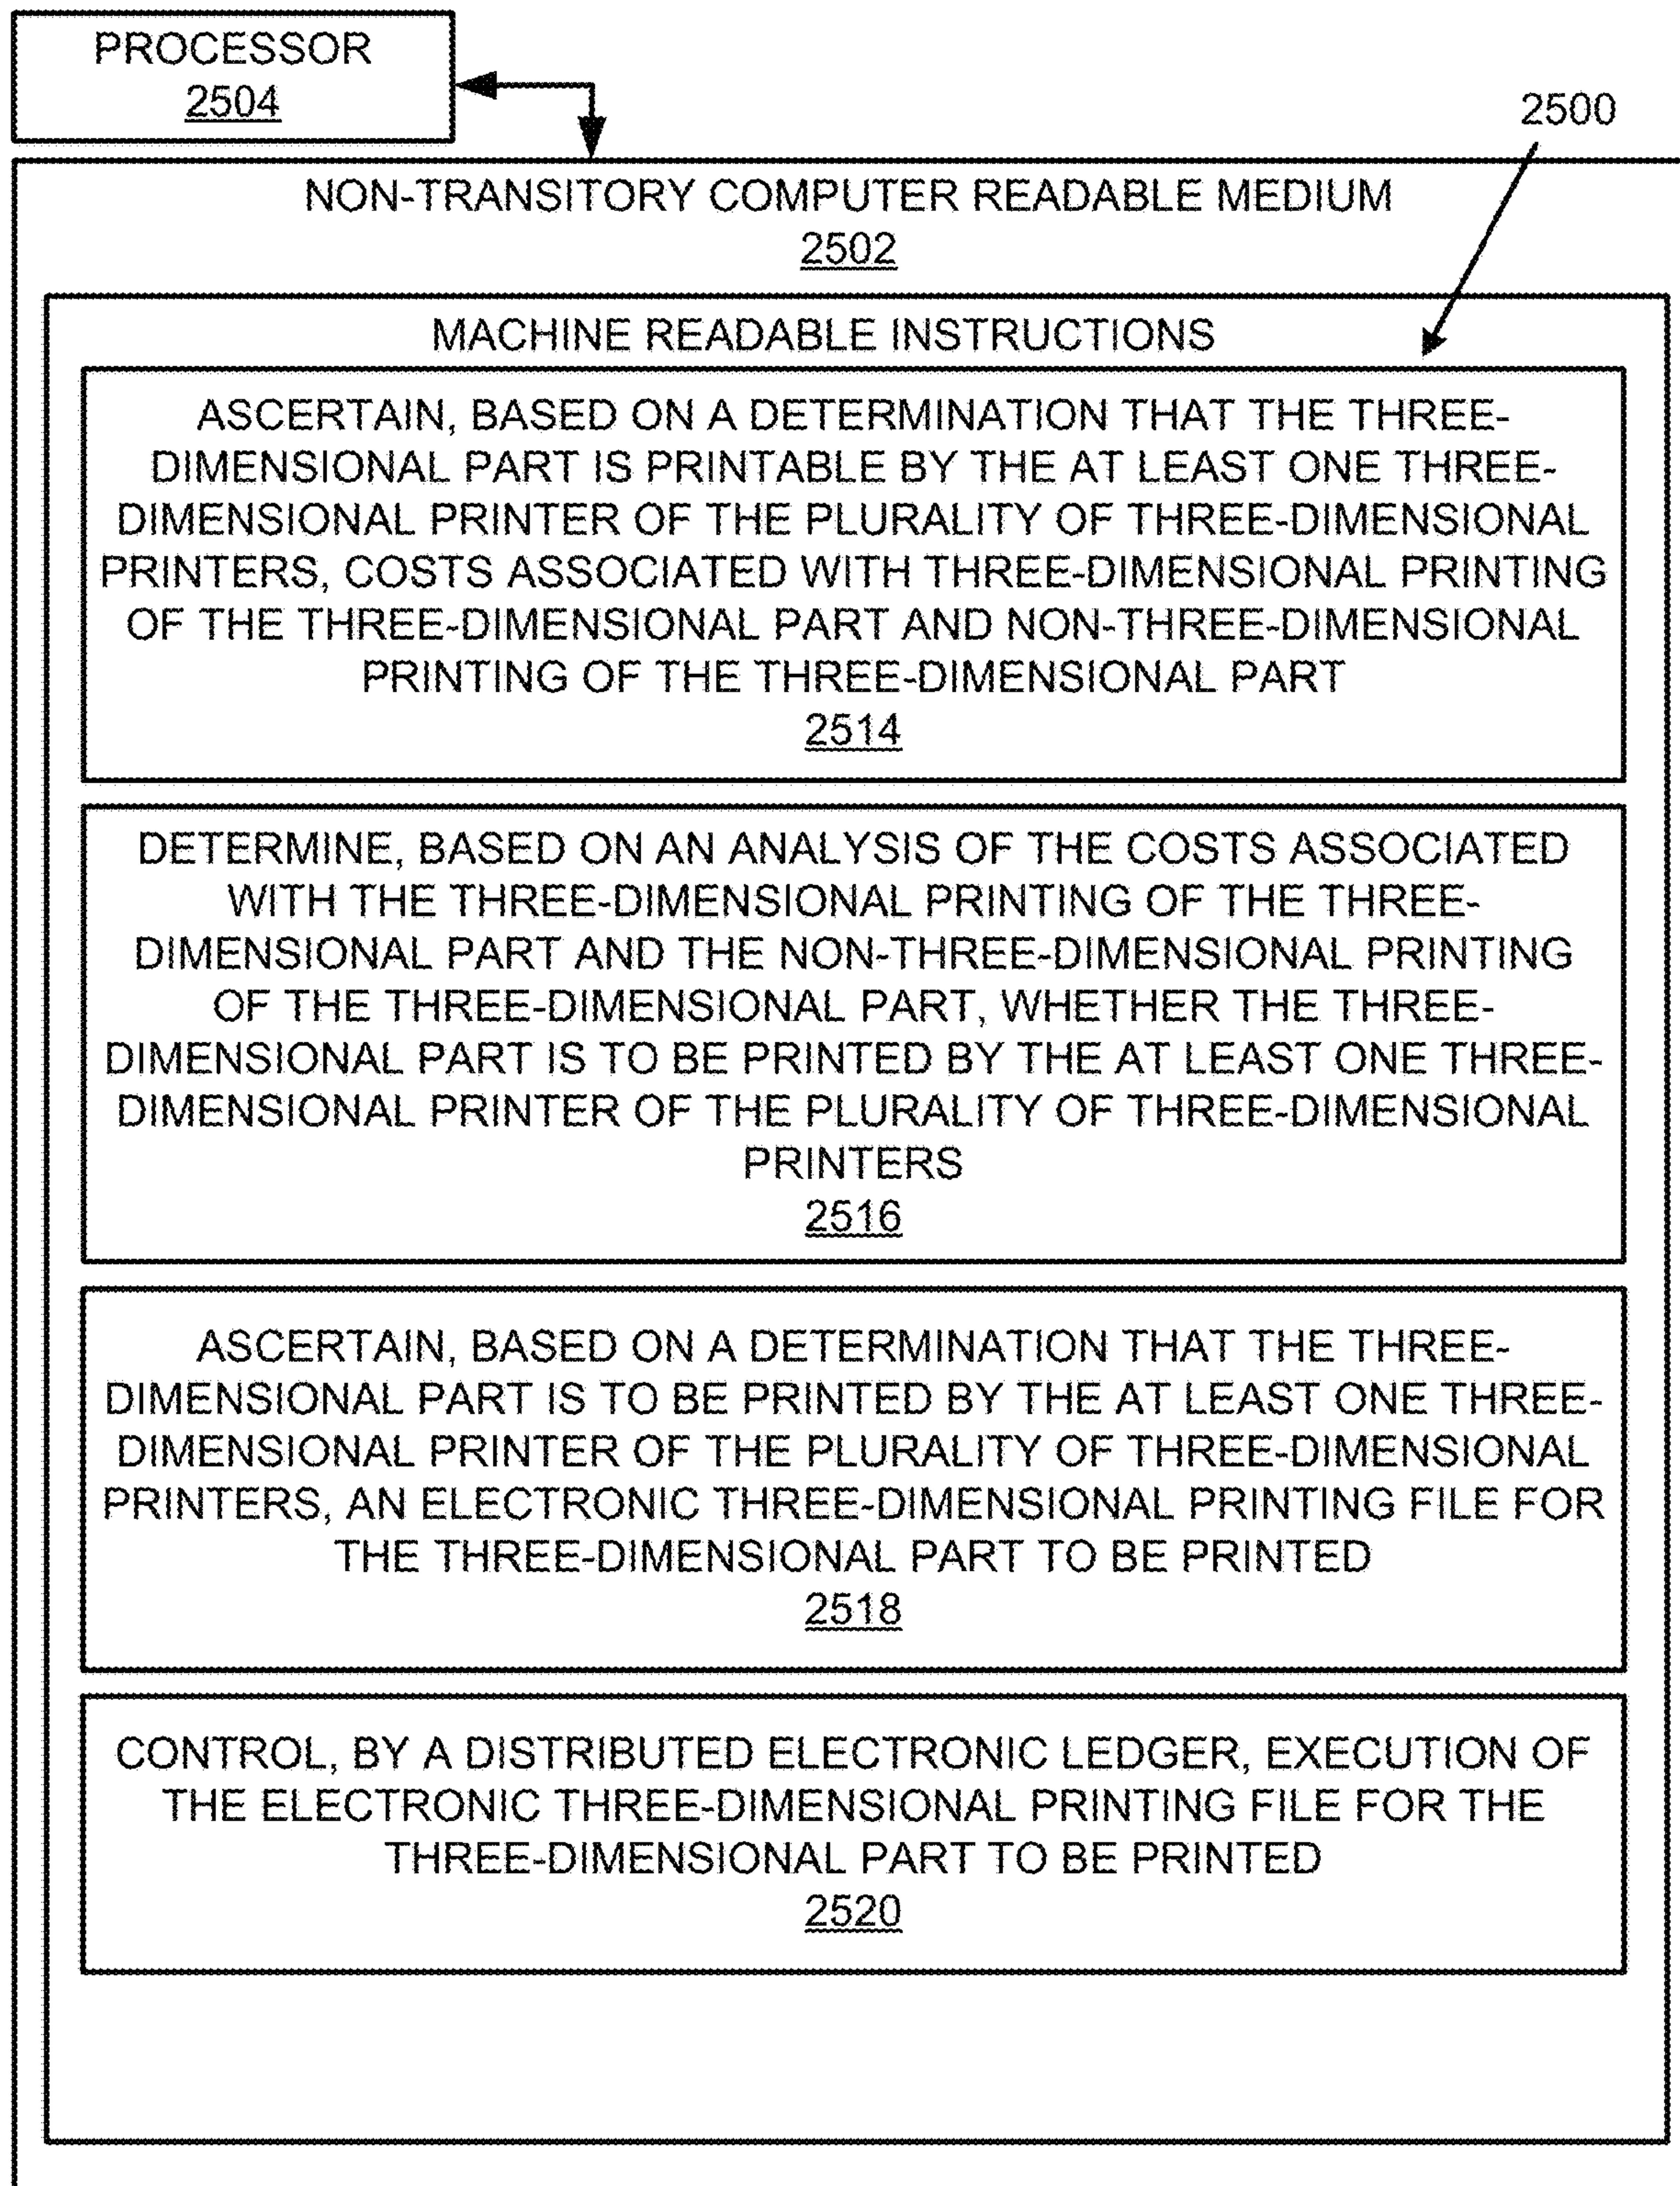 PROCESSOR
2504
2500
NON-TRANSITORY COMPUTER READABLE MEDIUM
2502
MACHINE READABLE INSTRUCTIONS
ASCERTAIN, BASED ON A DETERMINATION THAT THE THREE-
DIMENSIONAL PART IS PRINTABLE BY THE AT LEAST ONE THREE-
DIMENSIONAL PRINTER OF THE PLURALITY OF THREE-DIMENSIONAL
PRINTERS, COSTS ASSOCIATED WITH THREE-DIMENSIONAL PRINTING
OF THE THREE-DIMENSIONAL PART AND NON-THREE-DIMENSIONAL
PRINTING OF THE THREE-DIMENSIONAL PART
2514
DETERMINE, BASED ON AN ANALYSIS OF THE COSTS ASSOCIATED
WITH THE THREE-DIMENSIONAL PRINTING OF THE THREE-
DIMENSIONAL PART AND THE NON-THREE-DIMENSIONAL PRINTING
OF THE THREE-DIMENSIONAL PART, WHETHER THE THREE-
DIMENSIONAL PART IS TO BE PRINTED BY THE AT LEAST ONE THREE-
DIMENSIONAL PRINTER OF THE PLURALITY OF THREE-DIMENSIONAL
PRINTERS
2516
ASCERTAIN, BASED ON A DETERMINATION THAT THE THREE-
DIMENSIONAL PART IS TO BE PRINTED BY THE AT LEAST ONE THREE-
DIMENSIONAL PRINTER OF THE PLURALITY OF THREE-DIMENSIONAL
PRINTERS, AN ELECTRONIC THREE-DIMENSIONAL PRINTING FILE FOR
THE THREE-DIMENSIONAL PART TO BE PRINTED
2518
CONTROL, BY A DISTRIBUTED ELECTRONIC LEDGER, EXECUTION OF
THE ELECTRONIC THREE-DIMENSIONAL PRINTING FILE FOR THE
THREE-DIMENSIONAL PART TO BE PRINTED
2520